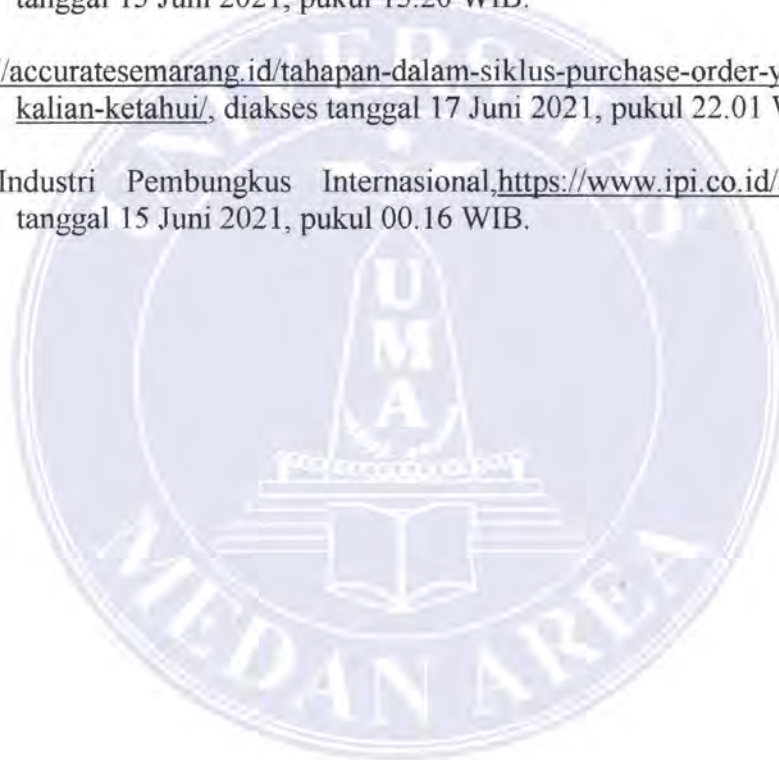 tanggal 15 Juni 2021, pukul 15.20 WIB.
/accuratesemarang.id/tahapan-dalam-siklus-purchase-order-y
kalian-ketahui/, diakses tanggal 17 Juni 2021, pukul 22.01
Industri Pembungkus Internasional,https://www.ipi.co.id/
tanggal 15 Juni 2021, pukul 00.16 WIB.
UNIVERSITAS
U
M
A
MEDAN AREA